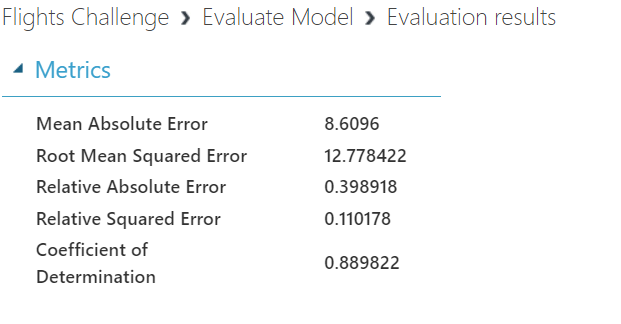 Flights Challenge › Evaluate Model › Evaluation results
Metrics
Mean Absolute Error 8.6096
Root Mean Squared Error 12.778422
Relative Absolute Error 0.398918
Relative Squared Error 0.110178
Coefficient of
Determination 0.889822